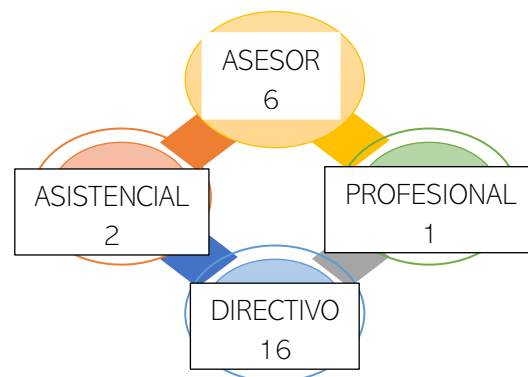 ASESOR
6
ASISTENCIAL
2
PROFESIONAL
1
DIRECTIVO
16